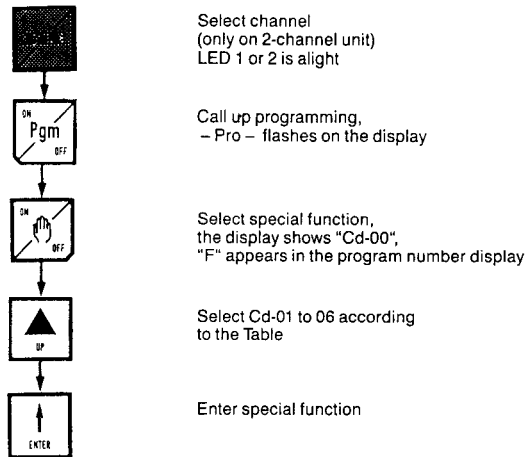 Select channel
(only on 2-channel unit)
LED 1 or 2 is alight
ON
Pgm
OFF
Call up programming,
– Pro – flashes on the display
ON
OFF
Select special function,
the display shows "Cd-00",
"F" appears in the program number display
UP
Select Cd-01 to 06 according
to the Table
ENTER
Enter special function